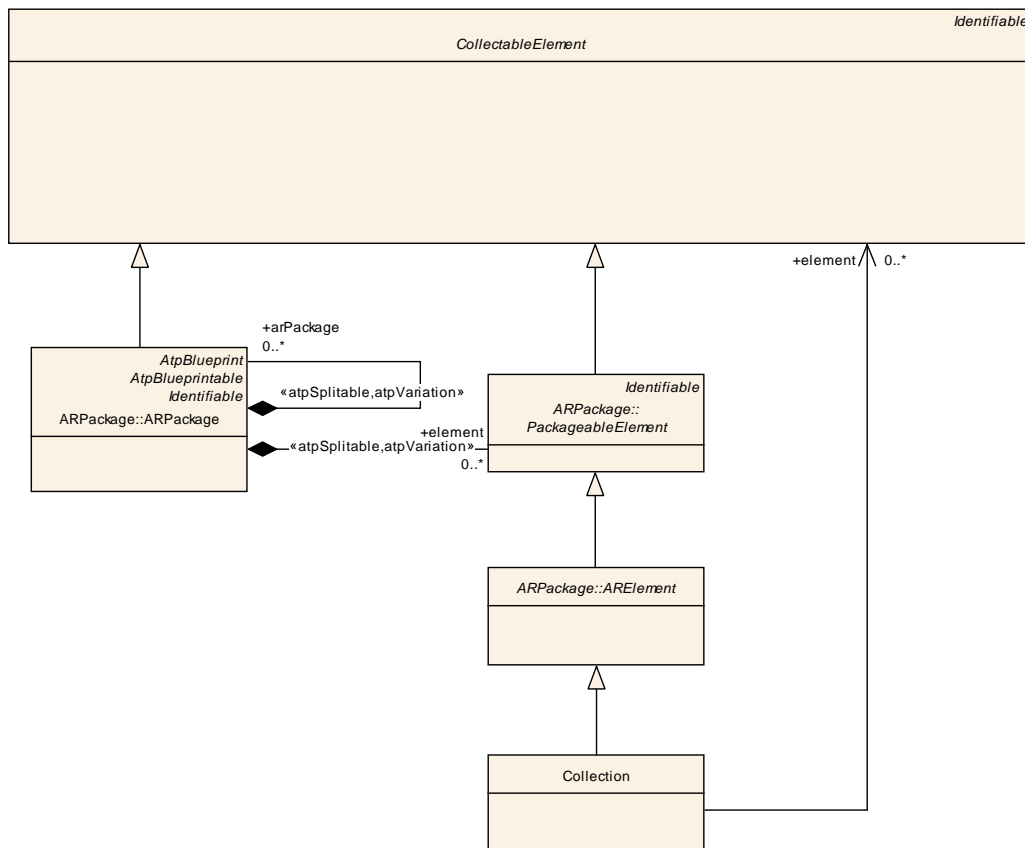 Identifiable
CollectableElement
+element 0..*
+arPackage
0..*
AtpBlueprint
AtpBlueprintable
Identifiable
ARPackage::ARPackage
«atpSplitable,atpVariation»
Identifiable
ARPackage::
PackageableElement
+element
«atpSplitable,atpVariation»
0..*
ARPackage::ARElement
Collection